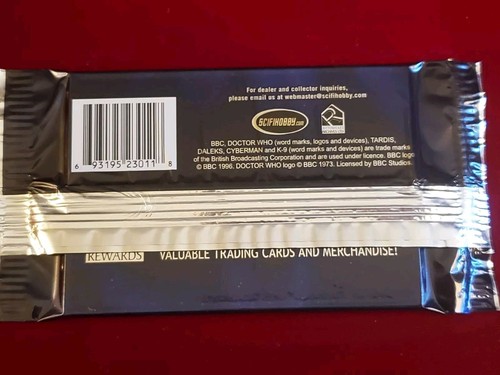 For dealer and collector inquiries,
please email us at webmaster@scifihobby.com
SCIFIHOBBY.com
BBC, DOCTOR WHO (word marks, logos and devices), TARDIS,
DALEKS, CYBERMAN and K-9 (word marks and devices) are trade marks
of the British Broadcasting Corporation and are used under licence. BBC logo
© BBC 1996. DOCTOR WHO logo © BBC 1973. Licensed by BBC Studios.
6 93195 23011 8
REWARDS VALUABLE TRADING CARDS AND MERCHANDISE!